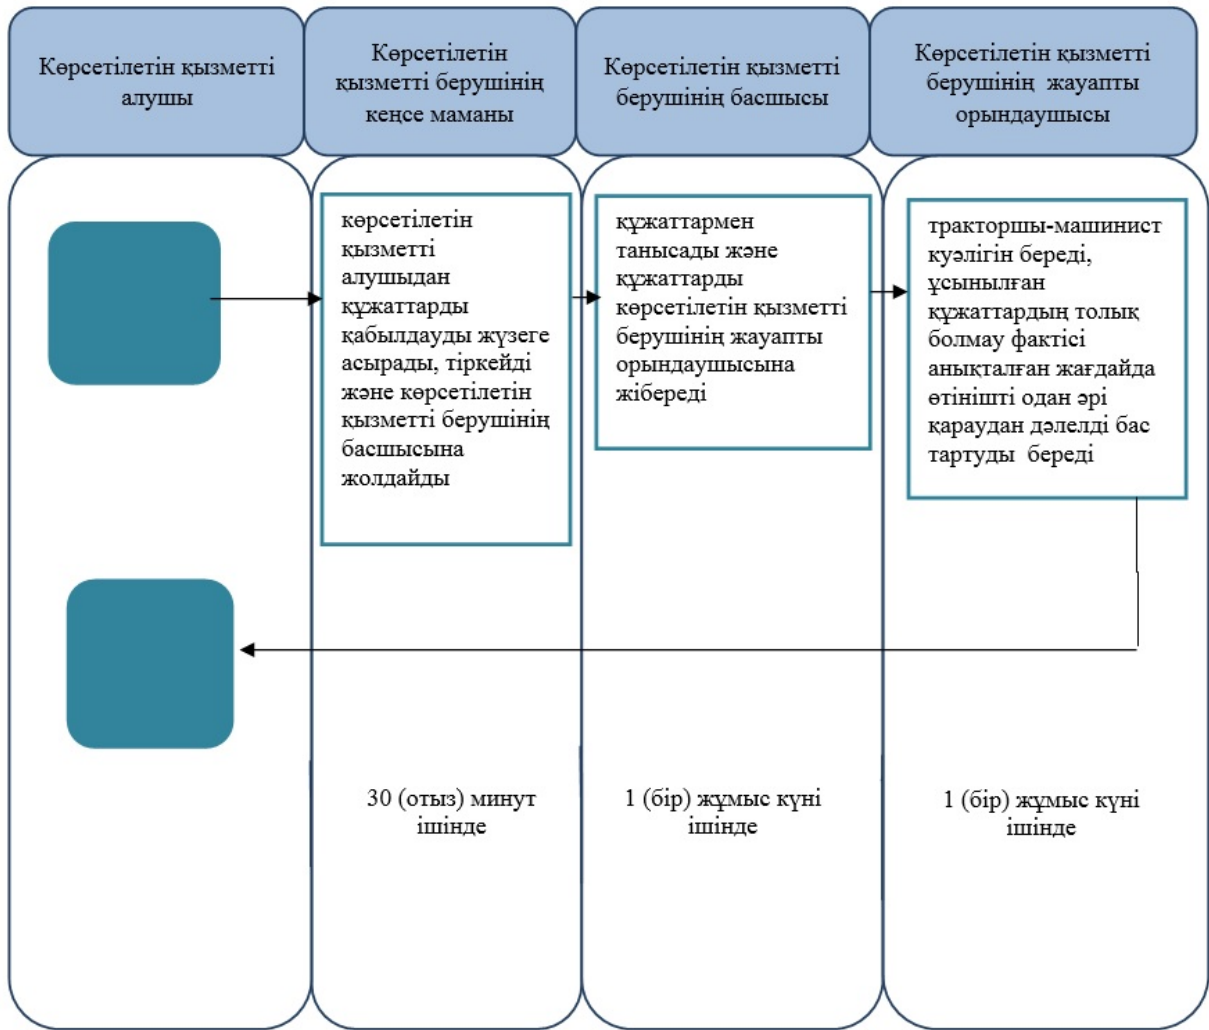 Көрсетілетін қызметті
алушы
Көрсетілетін
қызметті берушінің
кеңсе маманы
Көрсетілетін қызметті
берушінің басшысы
Көрсетілетін қызметті
берушінің жауапты
орындаушысы
көрсетілетін
қызметті
алушыдан
құжаттарды
қабылдауды жүзеге
асырады, тіркейді
және көрсетілетін
қызметті берушінің
басшысына
жолдайды
құжаттармен
танысады және
құжаттарды
көрсетілетін қызметті
берушінің жауапты
орындаушысына
жібереді
тракторшы-машинист
куәлігін береді,
ұсынылған
құжаттардың толық
болмау фактісі
анықталған жағдайда
өтінішті одан әрі
қараудан дәлелді бас
тартуды береді
30 (отыз) минут
ішінде
1 (бір) жұмыс күні
ішінде
1 (бір) жұмыс күні
ішінде